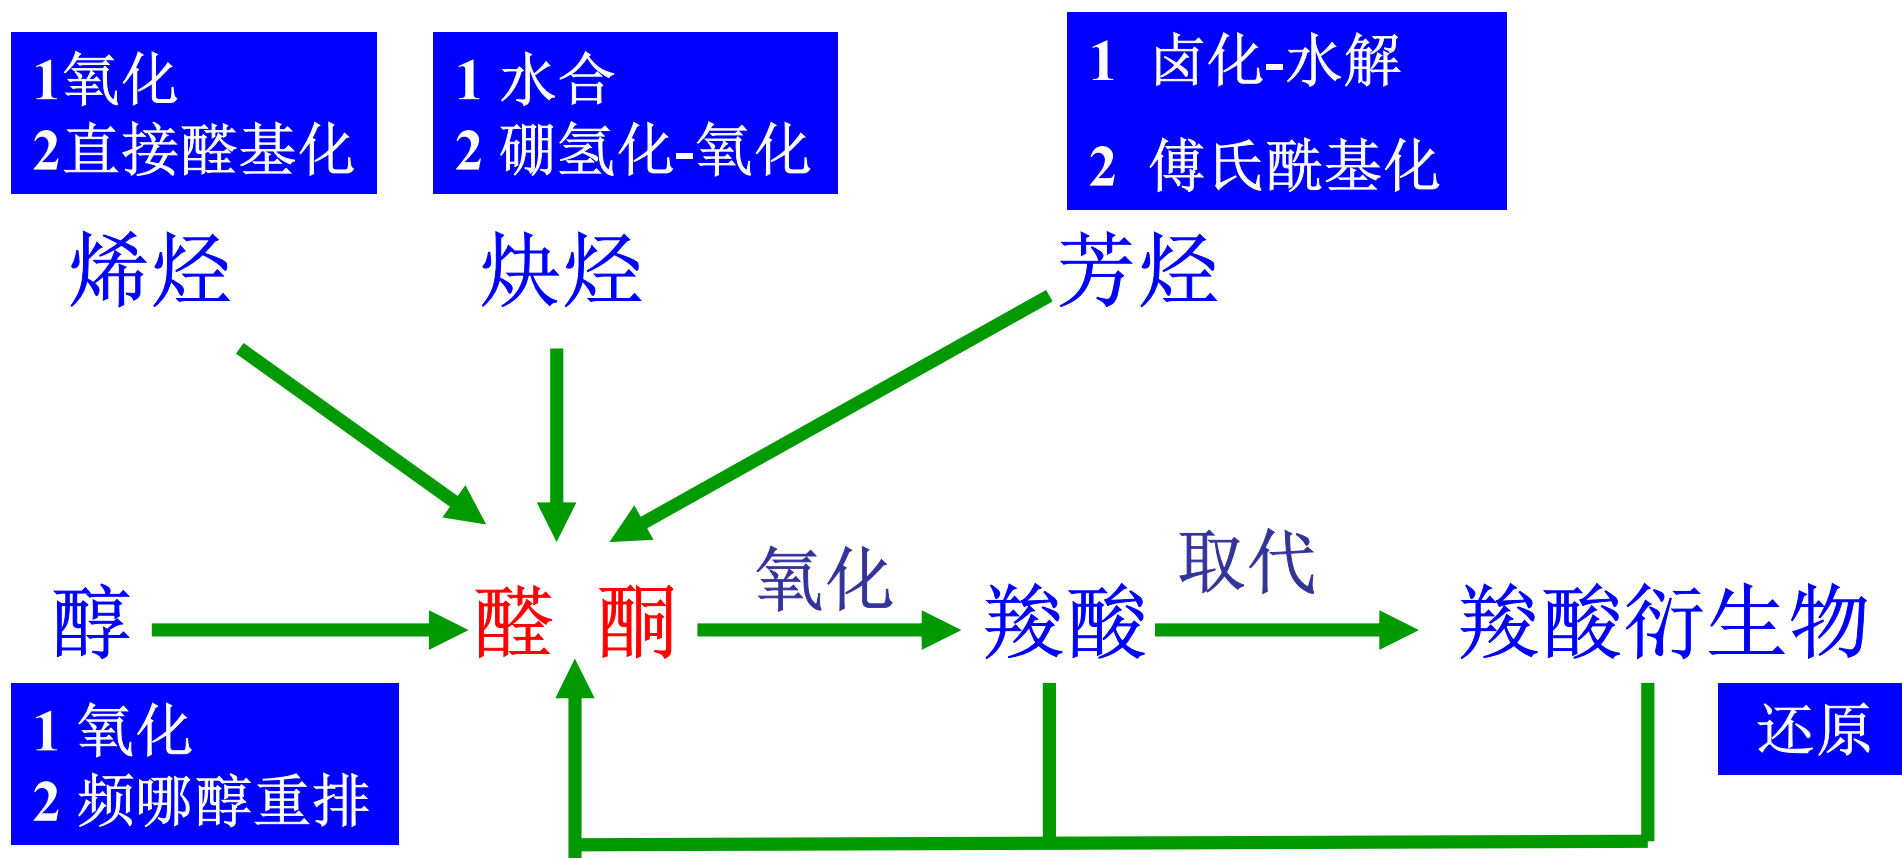 1氧化
2直接醛基化
1 水合
2 硼氢化-氧化
1 卤化-水解
2 傅氏酰基化
烯烃
炔烃
芳烃
氧化
取代
醇
醛 酮
羧酸
羧酸衍生物
1 氧化
2 频哪醇重排
还原